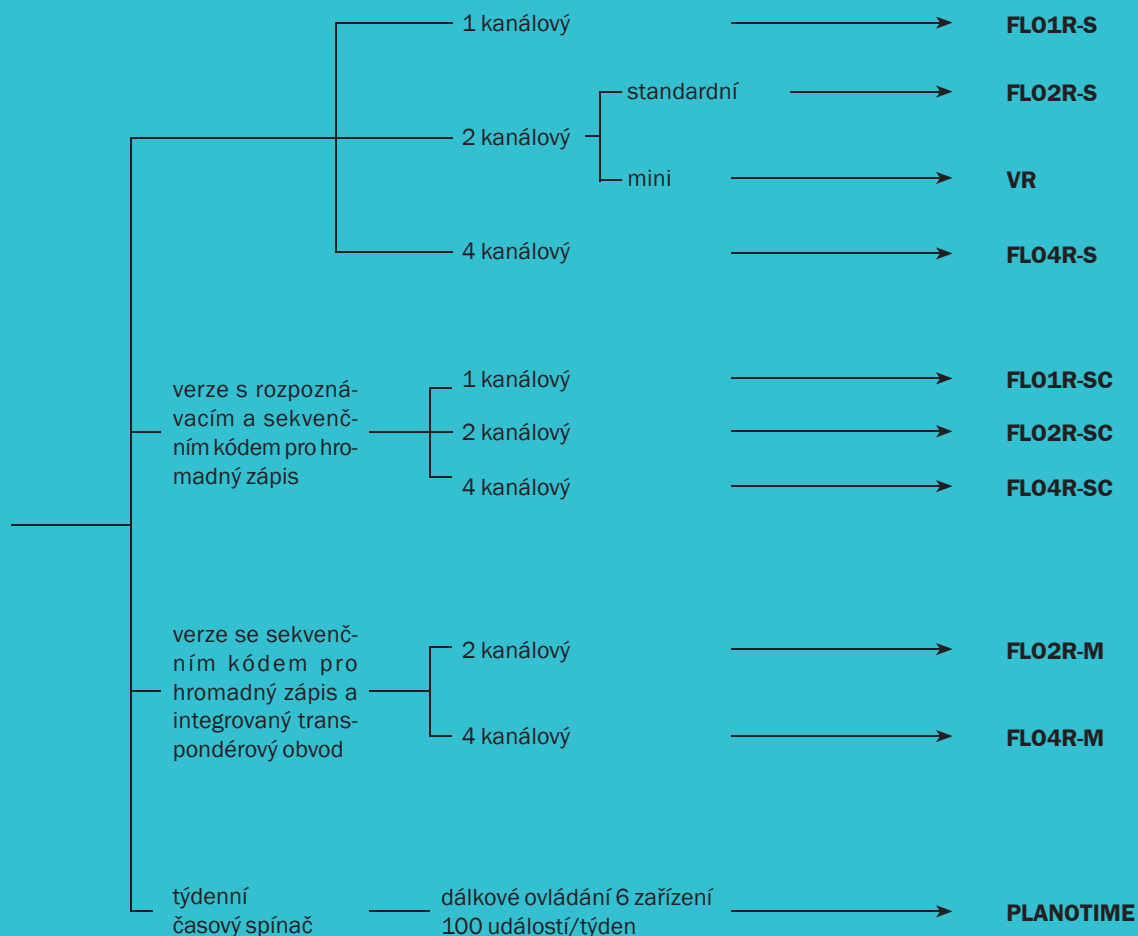 1 kanálový FLO1R-S
standardní FLO2R-S
2 kanálový
mini VR
4 kanálový FLO4R-S
verze s rozpozná-
vacím a sekvenč-
ním kódem pro hro-
madný zápis
1 kanálový FLO1R-SC
2 kanálový FLO2R-SC
4 kanálový FLO4R-SC
verze se sekvenč-
ním kódem pro
hromadný zápis a
integrovaný trans-
pondérový obvod
2 kanálový FLO2R-M
4 kanálový FLO4R-M
týdenní
časový spínač
dálkové ovládání 6 zařízení
100 událostí/týden
PLANOTIME